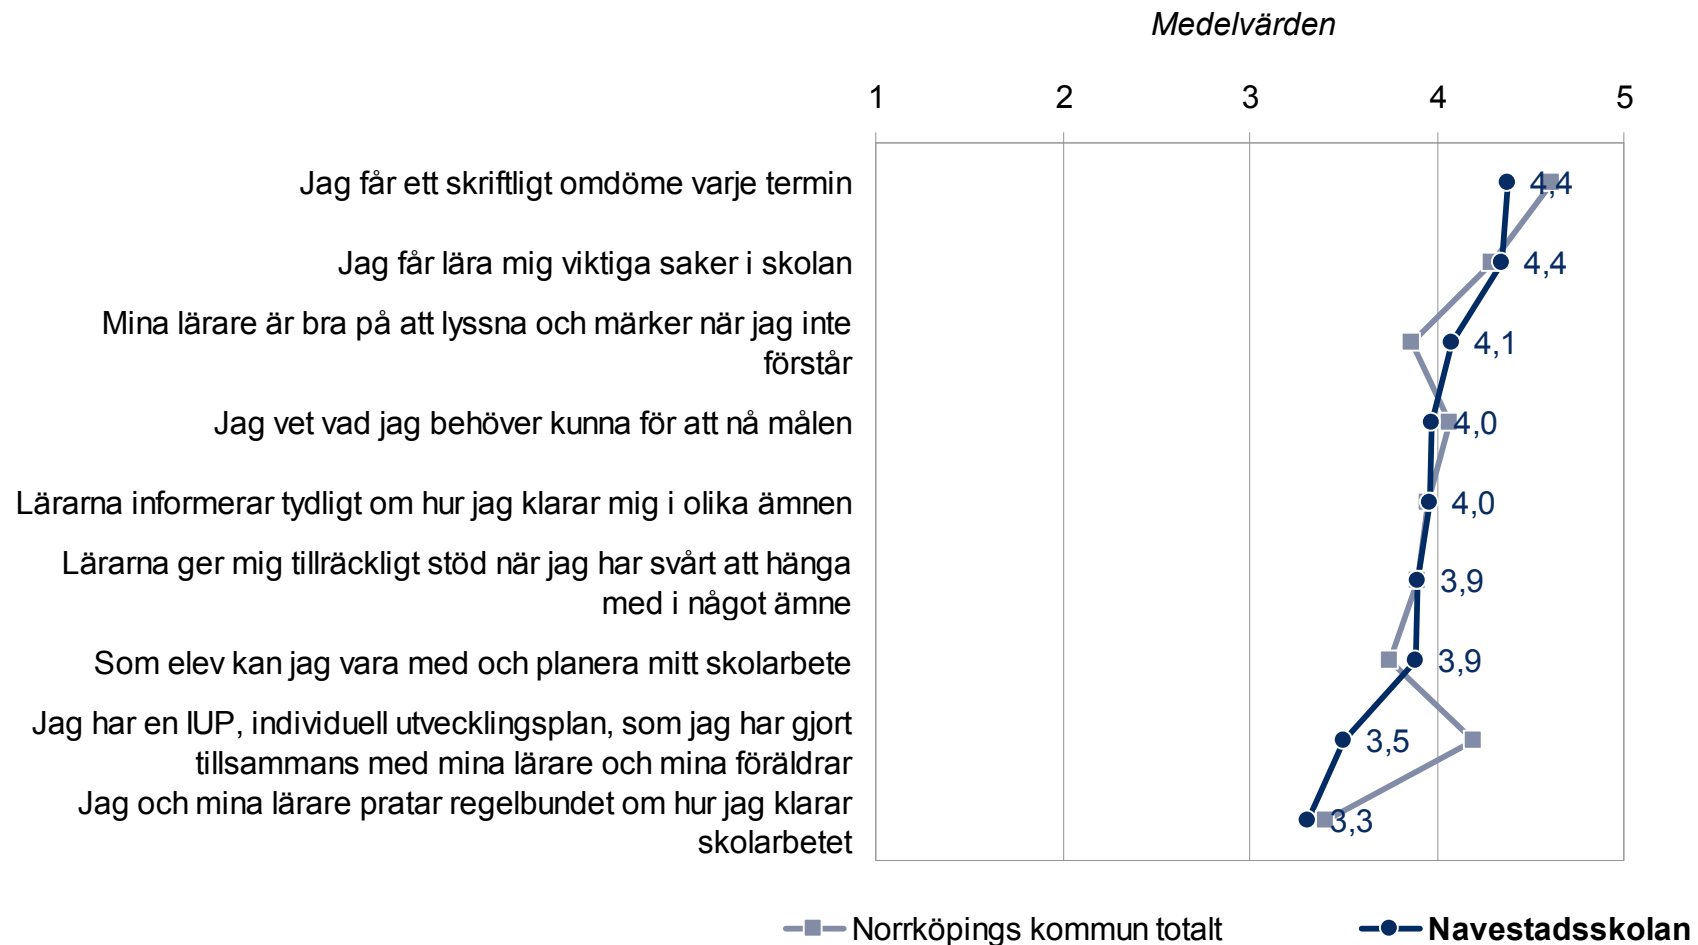 Medelvärden
1 2 3 4 5
Jag får ett skriftligt omdöme varje termin 4,4
Jag får lära mig viktiga saker i skolan 4,4
Mina lärare är bra på att lyssna och märker när jag inte
förstår
4,1
Jag vet vad jag behöver kunna för att nå målen 4,0
Lärarna informerar tydligt om hur jag klarar mig i olika ämnen 4,0
Lärarna ger mig tillräckligt stöd när jag har svårt att hänga
med i något ämne
3,9
Som elev kan jag vara med och planera mitt skolarbete 3,9
Jag har en IUP, individuell utvecklingsplan, som jag har gjort
tillsammans med mina lärare och mina föräldrar
3,5
Jag och mina lärare pratar regelbundet om hur jag klarar
skolarbetet
3,3
Norrköpings kommun totalt Navestadsskolan